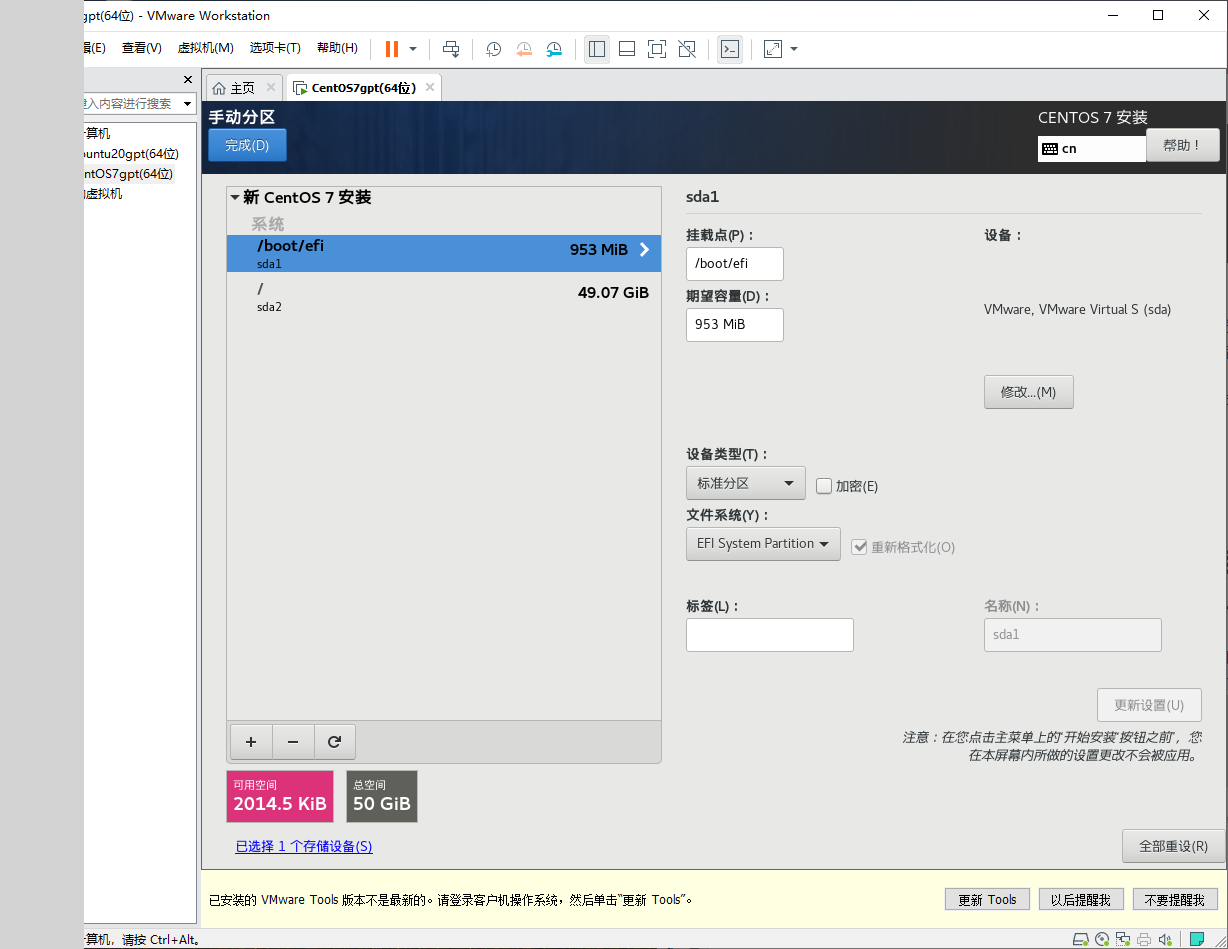 gpt(64位) - VMware Workstation
辑(E) 查看(V) 虚拟机(M) 选项卡(T) 帮助(H)
主页
CentOS7gpt(64位)
入内容进行搜索
计算机
buntu20gpt(64位)
ntOS7gpt(64位)
的虚拟机
手动分区
完成(D)
CENTOS 7 安装
cn
帮助！
新 CentOS 7 安装
系统
/boot/efi
953 MiB
sda1
/
49.07 GiB
sda2
sda1
挂载点(P)：
/boot/efi
设备：
期望容量(D)：
953 MiB
VMware, VMware Virtual S (sda)
修改...(M)
设备类型(T)：
标准分区
加密(E)
文件系统(Y)：
EFI System Partition
重新格式化(O)
标签(L)：
名称(N)：
sda1
更新设置(U)
注意：在您点击主菜单上的"开始安装"按钮之前，您
在本屏幕内所做的设置更改不会被应用。
+ −
可用空间
2014.5 KiB
总空间
50 GiB
已选择 1 个存储设备(S)
全部重设(R)
已安装的 VMware Tools 版本不是最新的。请登录客户机操作系统，然后单击“更新 Tools”。
更新 Tools
以后提醒我
不要提醒我
算机，请按 Ctrl+Alt。